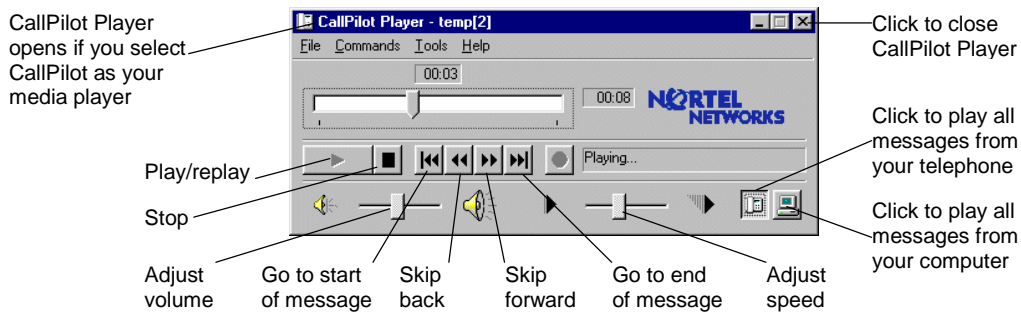 CallPilot Player
opens if you select
CallPilot as your
media player
CallPilot Player - temp[2]
File Commands Tools Help
00:03
00:08
NORTEL
NETWORKS
Playing...
Click to close
CallPilot Player
Click to play all
messages from
your telephone
Click to play all
messages from
your computer
Play/replay
Stop
Adjust
volume
Go to start
of message
Skip
back
Skip
forward
Go to end
of message
Adjust
speed